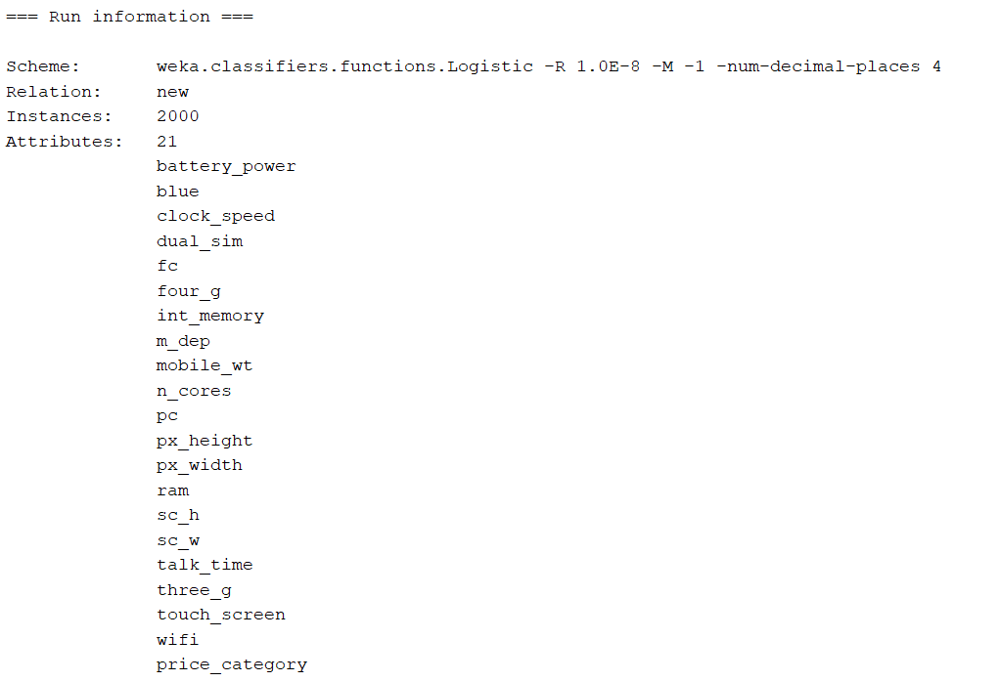 === Run information ===
Scheme: weka.classifiers.functions.Logistic -R 1.0E-8 -M -1 -num-decimal-places 4
Relation: new
Instances: 2000
Attributes: 21
battery_power
blue
clock_speed
dual_sim
fc
four_g
int_memory
m_dep
mobile_wt
n_cores
pc
px_height
px_width
ram
sc_h
sc_w
talk_time
three_g
touch_screen
wifi
price_category